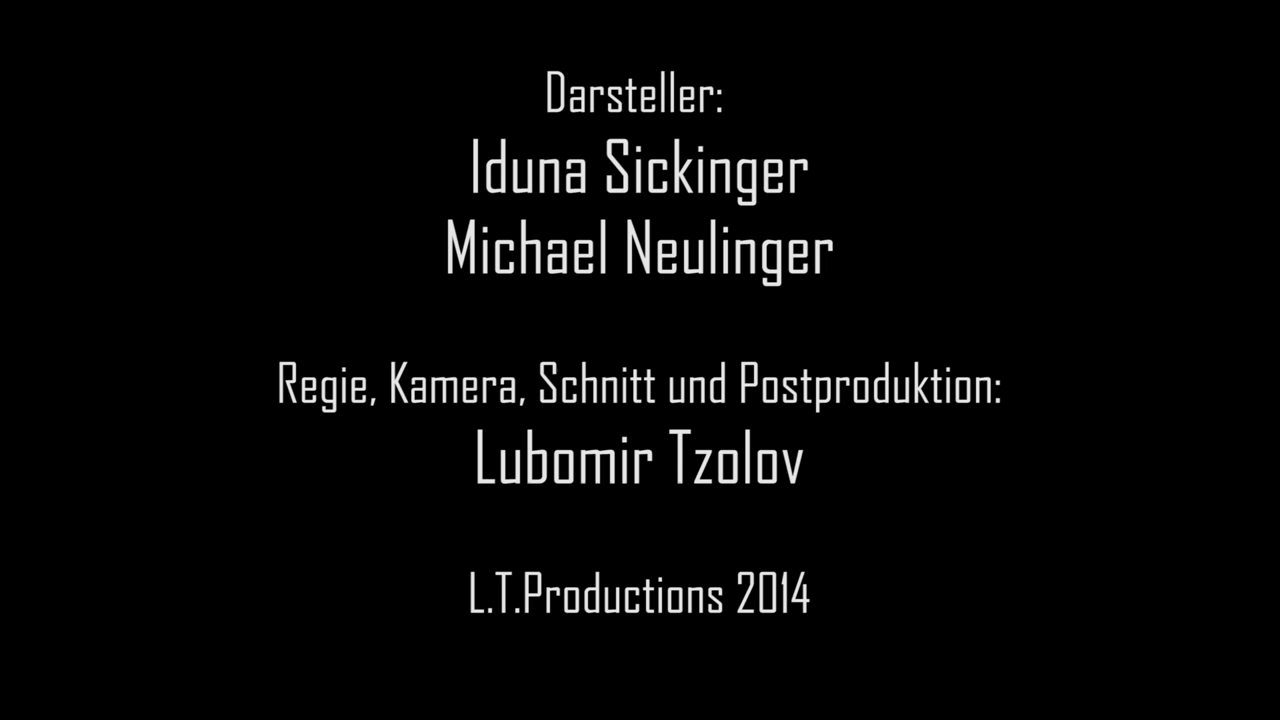 Darsteller:
Iduna Sickinger
Michael Neulinger
Regie, Kamera, Schnitt und Postproduktion:
Lubomir Tzolov
L.T.Productions 2014